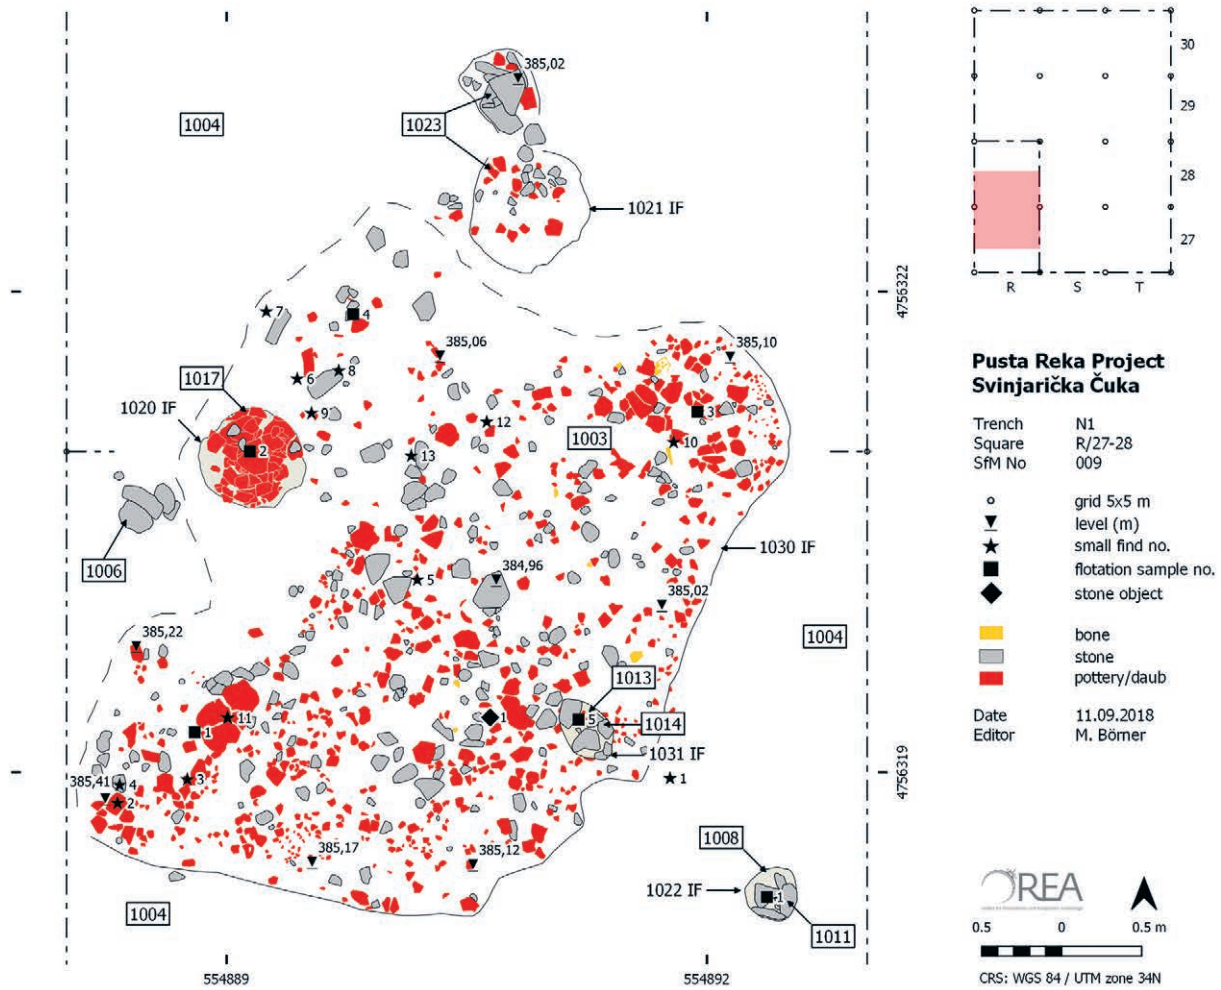 385,02
1004
1023
1021 IF
7
4
385,06
385,10
8
6
1017
1020 IF
9
3
12
1003
10
2
13
1006
1030 IF
5
384,96
385,02
385,22
1004
1013
11
1
5
1014
1
1031 IF
385,41
4
3
1
2
385,17
385,12
1008
1022 IF
1
1004
1011
554889
554892
4756322
4756319
30
29
28
27
R S T
Pusta Reka Project
Svinjarička Čuka
Trench N1
Square R/27-28
SfM No 009
grid 5x5 m
level (m)
small find no.
flotation sample no.
stone object
bone
stone
pottery/daub
Date 11.09.2018
Editor M. Börner
OREA
0.5 0 0.5 m
CRS: WGS 84 / UTM zone 34N